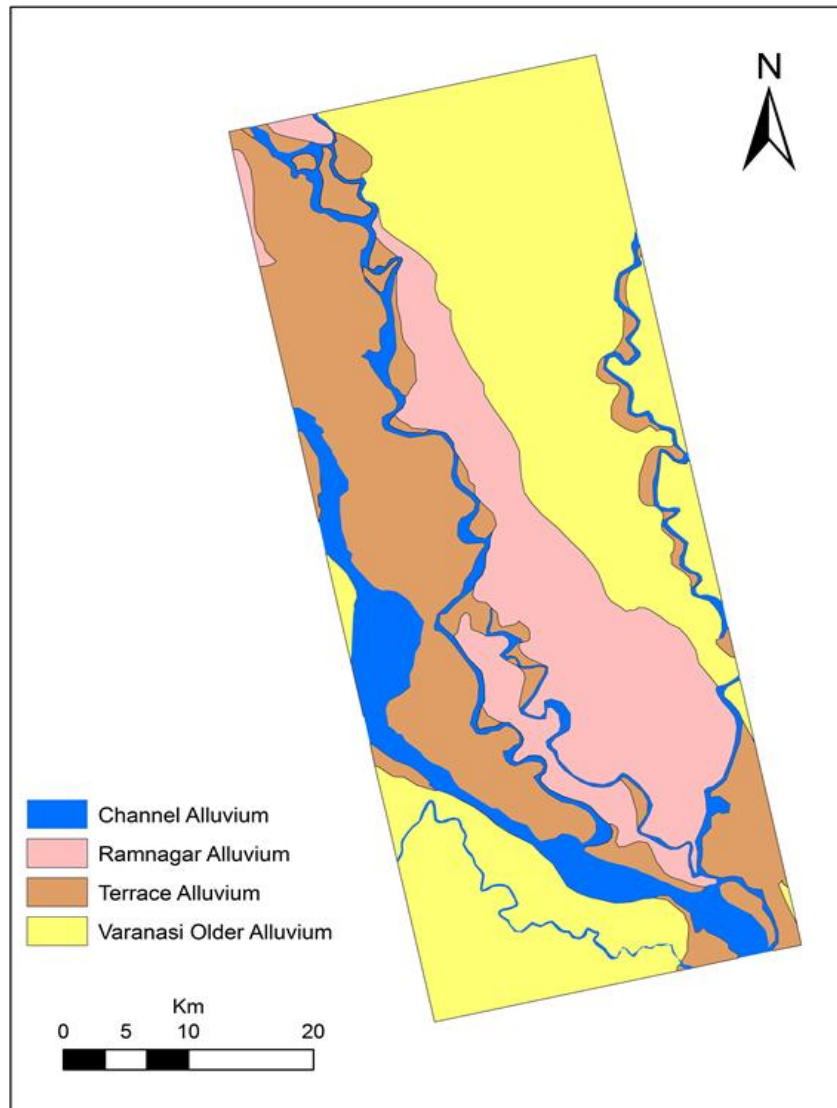 N
Channel Alluvium
Ramnagar Alluvium
Terrace Alluvium
Varanasi Older Alluvium
Km
0 5 10 20